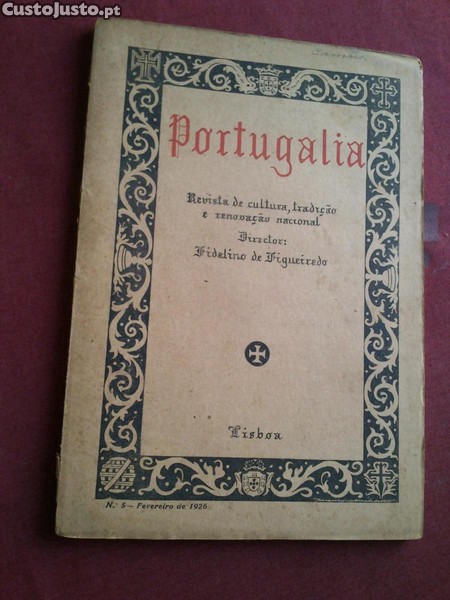 CustoJusto.pt
Portugalia
Revista de cultura, tradição
e renovação nacional
Director:
Fidelino de Figueiredo
Lisboa
N.º 5 — Fevereiro de 1926